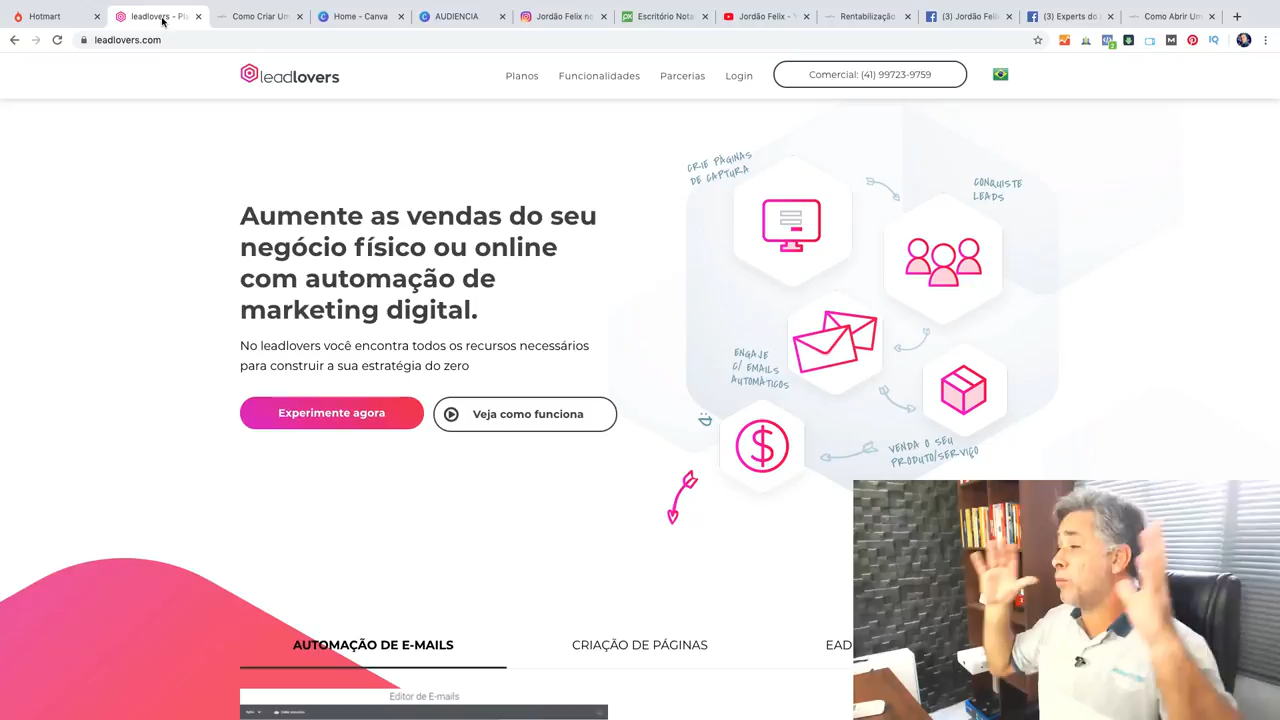 Hotmart
leadlovers - Pla
Como Criar Um
Home - Canva
AUDIENCIA
Jordão Felix no
Escritório Nota
Jordão Felix - Y
Rentabilização
(3) Jordão Feli
(3) Experts do
Como Abrir Um
leadlovers.com
leadlovers
Planos
Funcionalidades
Parcerias
Login
Comercial: (41) 99723-9759
Aumente as vendas do seu
negócio físico ou online
com automação de
marketing digital.
No leadlovers você encontra todos os recursos necessários
para construir a sua estratégia do zero
Experimente agora
Veja como funciona
CRIE PÁGINAS
DE CAPTURA
CONQUISTE
LEADS
ENGAJE
C/ EMAILS
AUTOMÁTICOS
VENDA O SEU
PRODUTO/SERVIÇO
AUTOMAÇÃO DE E-MAILS
CRIAÇÃO DE PÁGINAS
EAD
Editor de E-mails